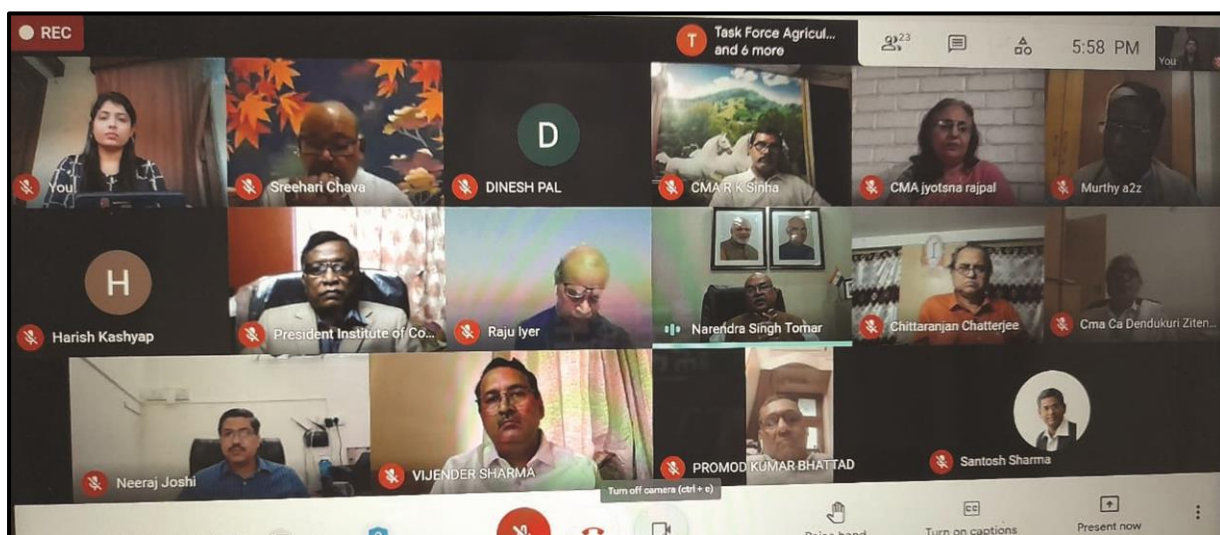 REC
T
Task Force Agricul...
and 6 more
23
5:58 PM
You
You
Sreehari Chava
D
DINESH PAL
CMA R K Sinha
CMA jyotsna rajpal
Murthy a2z
H
Harish Kashyap
President Institute of Co...
Raju Iyer
Narendra Singh Tomar
Chittaranjan Chatterjee
Cma Ca Dendukuri Ziten...
Neeraj Joshi
VIJENDER SHARMA
PROMOD KUMAR BHATTAD
Santosh Sharma
Turn off camera (ctrl + e)
Raise hand
CC
Turn on captions
Present now